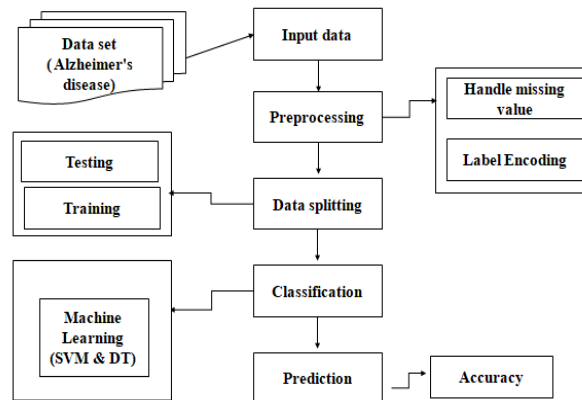 Data set
( Alzheimer's
disease)
Input data
Preprocessing
Handle missing
value
Label Encoding
Testing
Training
Data splitting
Classification
Machine
Learning
(SVM & DT)
Prediction
Accuracy